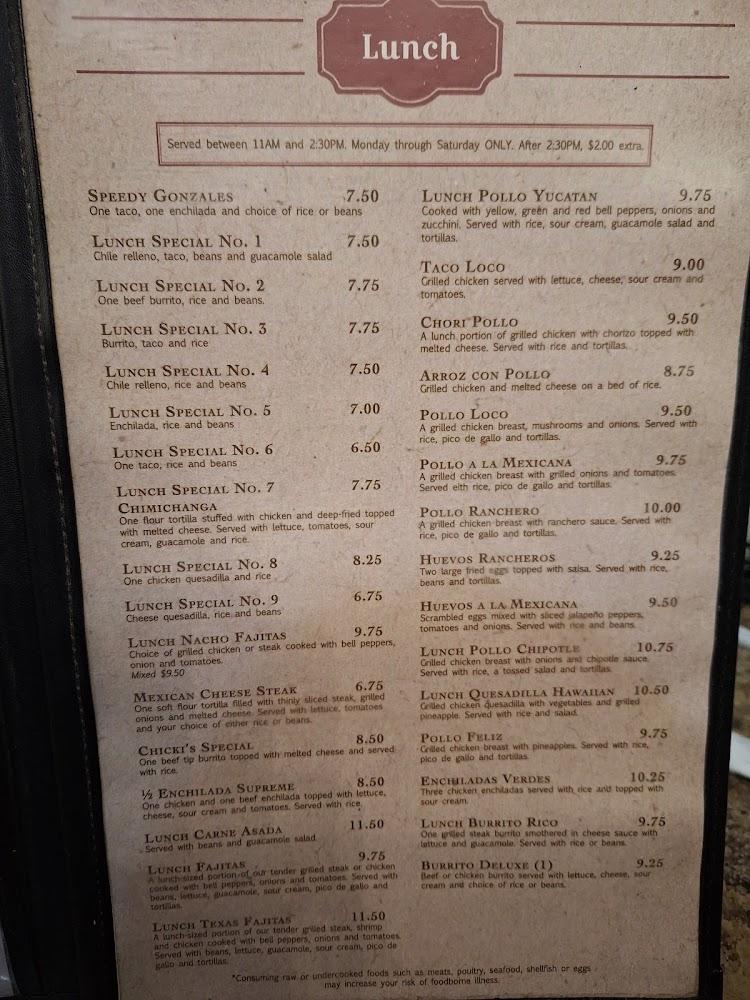 Lunch
Served between 11AM and 2:30PM. Monday through Saturday ONLY. After 2:30PM, $2.00 extra.
SPEEDY GONZALES 7.50
One taco, one enchilada and choice of rice or beans
LUNCH SPECIAL NO. 1 7.50
Chile relleno, taco, beans and guacamole salad
LUNCH SPECIAL NO. 2 7.75
One beef burrito, rice and beans.
LUNCH SPECIAL NO. 3 7.75
Burrito, taco and rice
LUNCH SPECIAL NO. 4 7.50
Chile relleno, rice and beans
LUNCH SPECIAL NO. 5 7.00
Enchilada, rice and beans
LUNCH SPECIAL NO. 6 6.50
One taco, rice and beans
LUNCH SPECIAL NO. 7 7.75
CHIMICHANGA
One flour tortilla stuffed with chicken and deep-fried topped
with melted cheese. Served with lettuce, tomatoes, sour
cream, guacamole and rice.
LUNCH SPECIAL NO. 8 8.25
One chicken quesadilla and rice
LUNCH SPECIAL NO. 9 6.75
Cheese quesadilla, rice and beans
LUNCH NACHO FAJITAS 9.75
Choice of grilled chicken or steak cooked with bell peppers,
onion and tomatoes.
Mixed $9.50
MEXICAN CHEESE STEAK 6.75
One soft flour tortilla filled with thinly sliced steak, grilled
onions and melted cheese. Served with lettuce, tomatoes
and your choice of either rice or beans.
CHICKI'S SPECIAL 8.50
One beef tip burrito topped with melted cheese and served
with rice.
½ ENCHILADA SUPREME 8.50
One chicken and one beef enchilada topped with lettuce,
cheese, sour cream and tomatoes. Served with rice.
LUNCH CARNE ASADA 11.50
Served with beans and guacamole salad.
LUNCH FAJITAS 9.75
A lunch-sized portion of our tender grilled steak or chicken
cooked with bell peppers, onions and tomatoes. Served with
beans, lettuce, guacamole, sour cream, pico de gallo and
tortillas.
LUNCH TEXAS FAJITAS 11.50
A lunch-sized portion of our tender grilled steak, shrimp
and chicken cooked with bell peppers, onions and tomatoes.
Served with beans, lettuce, guacamole, sour cream, pico de
gallo and tortillas.
LUNCH POLLO YUCATAN 9.75
Cooked with yellow, green and red bell peppers, onions and
zucchini. Served with rice, sour cream, guacamole salad and
tortillas.
TACO LOCO 9.00
Grilled chicken served with lettuce, cheese, sour cream and
tomatoes.
CHORI POLLO 9.50
A lunch portion of grilled chicken with chorizo topped with
melted cheese. Served with rice and tortillas.
ARROZ CON POLLO 8.75
Grilled chicken and melted cheese on a bed of rice.
POLLO LOCO 9.50
A grilled chicken breast, mushrooms and onions. Served with
rice, pico de gallo and tortillas.
POLLO A LA MEXICANA 9.75
A grilled chicken breast with grilled onions and tomatoes.
Served eith rice, pico de gallo and tortillas.
POLLO RANCHERO 10.00
A grilled chicken breast with ranchero sauce. Served with
rice, pico de gallo and tortillas.
HUEVOS RANCHEROS 9.25
Two large fried eggs topped with salsa. Served with rice,
beans and tortillas.
HUEVOS A LA MEXICANA 9.50
Scrambled eggs mixed with sliced jalapeño peppers,
tomatoes and onions. Served with rice and beans.
LUNCH POLLO CHIPOTLE 10.75
Grilled chicken breast with onions and chipotle sauce.
Served with rice, a tossed salad and tortillas.
LUNCH QUESADILLA HAWAIIAN 10.50
Grilled chicken quesadilla with vegetables and grilled
pineapple. Served with rice and salad.
POLLO FELIZ 9.75
Grilled chicken breast with pineapples. Served with rice,
pico de gallo and tortillas.
ENCHILADAS VERDES 10.25
Three chicken enchiladas served with rice and topped with
sour cream.
LUNCH BURRITO RICO 9.75
One grilled steak burrito smothered in cheese sauce with
lettuce and guacamole. Served with rice or beans.
BURRITO DELUXE (1) 9.25
Beef or chicken burrito served with lettuce, cheese, sour
cream and choice of rice or beans.
*Consuming raw or undercooked foods such as meats, poultry, seafood, shellfish or eggs
may increase your risk of foodborne illness.